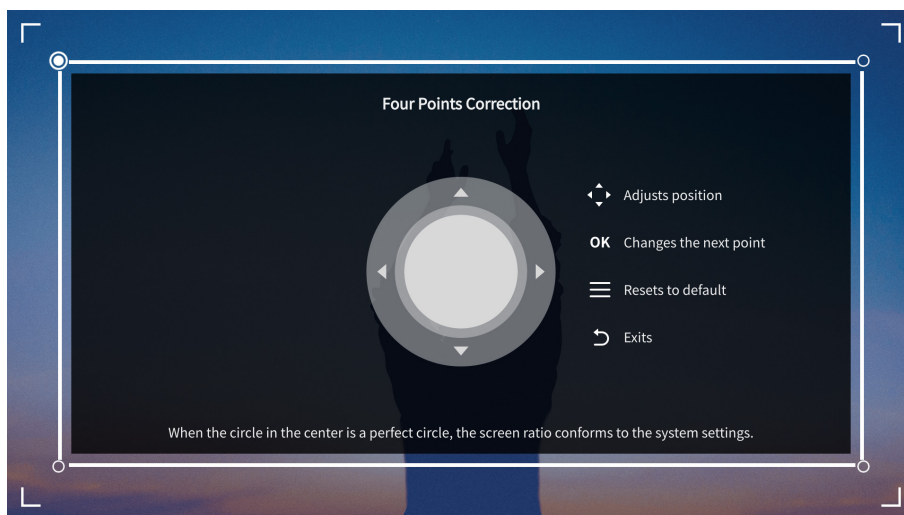 Four Points Correction
Adjusts position
OK Changes the next point
Resets to default
Exits
When the circle in the center is a perfect circle, the screen ratio conforms to the system settings.